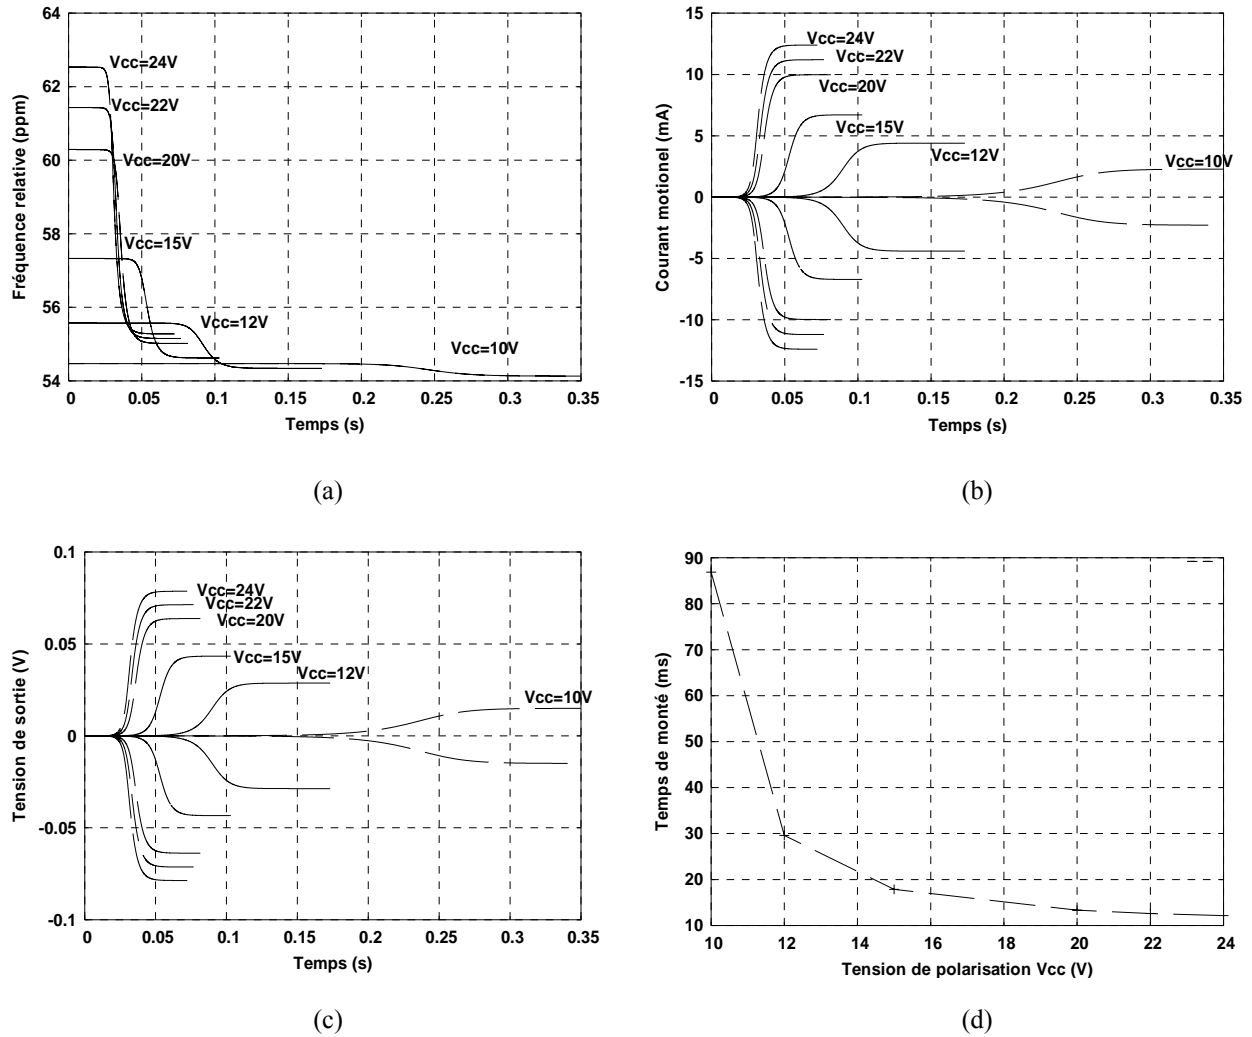 64
62
60
58
56
54
Fréquence relative (ppm)
Vcc=24V
Vcc=22V
Vcc=20V
Vcc=15V
Vcc=12V
Vcc=10V
0 0.05 0.1 0.15 0.2 0.25 0.3 0.35
Temps (s)
(a)
15
10
5
0
-5
-10
-15
Courant motionel (mA)
Vcc=24V
Vcc=22V
Vcc=20V
Vcc=15V
Vcc=12V
Vcc=10V
0 0.05 0.1 0.15 0.2 0.25 0.3 0.35
Temps (s)
(b)
0.1
0.05
0
-0.05
-0.1
Tension de sortie (V)
Vcc=24V
Vcc=22V
Vcc=20V
Vcc=15V
Vcc=12V
Vcc=10V
0 0.05 0.1 0.15 0.2 0.25 0.3 0.35
Temps (s)
(c)
90
80
70
60
50
40
30
20
10
Temps de monté (ms)
10 12 14 16 18 20 22 24
Tension de polarisation Vcc (V)
(d)